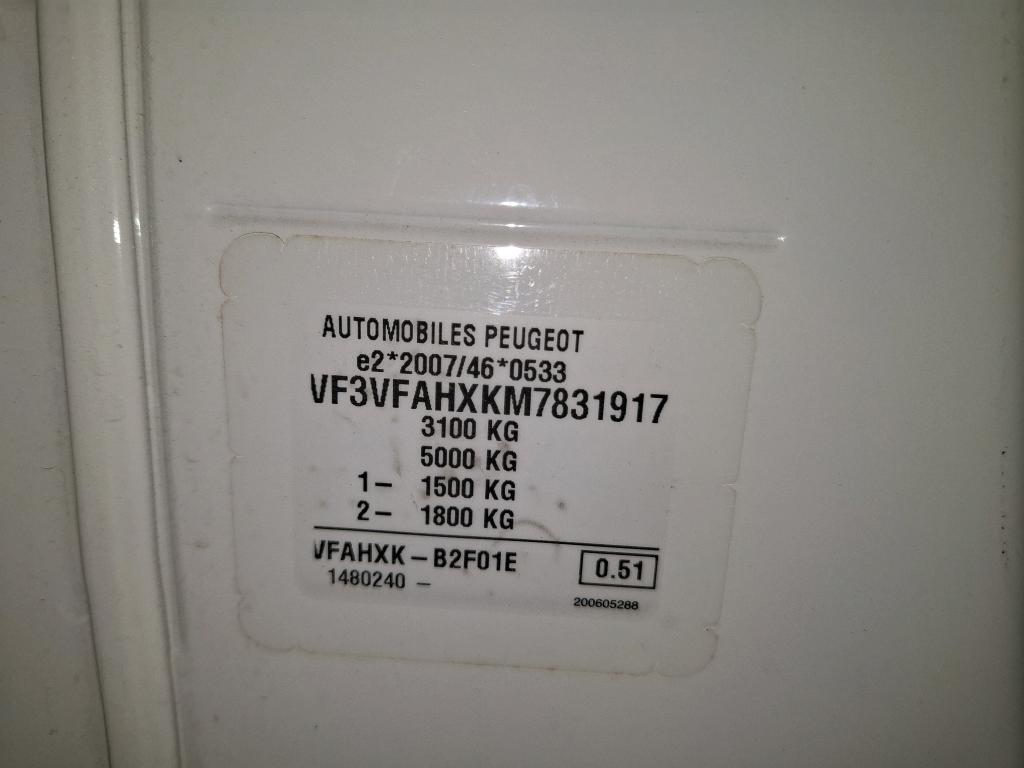 AUTOMOBILES PEUGEOT
e2*2007/46*0533
VF3VFAHXKM7831917
3100 KG
5000 KG
1– 1500 KG
2– 1800 KG
VFAHXK – B2F01E 0.51
1480240 –
200605288